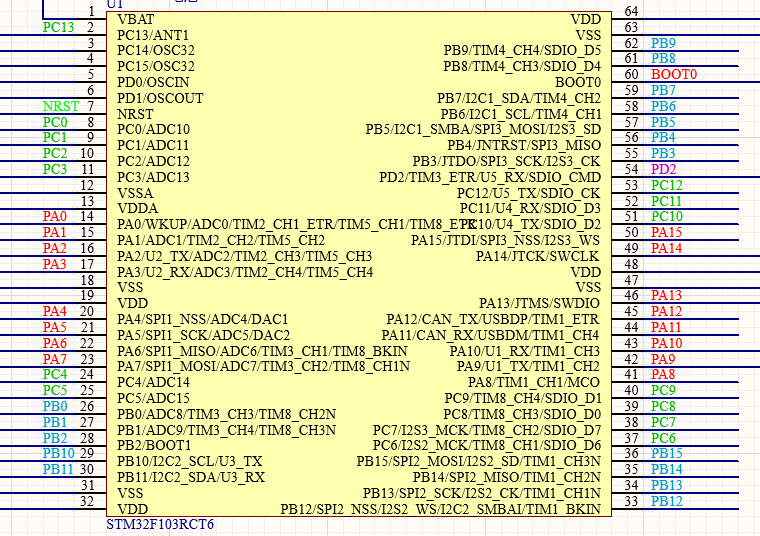 U1
1 VBAT VDD 64
PC13 2 PC13/ANT1 VSS 63
3 PC14/OSC32 PB9/TIM4_CH4/SDIO_D5 62 PB9
4 PC15/OSC32 PB8/TIM4_CH3/SDIO_D4 61 PB8
5 PD0/OSCIN BOOT0 60 BOOT0
6 PD1/OSCOUT PB7/I2C1_SDA/TIM4_CH2 59 PB7
NRST 7 NRST PB6/I2C1_SCL/TIM4_CH1 58 PB6
PC0 8 PC0/ADC10 PB5/I2C1_SMBA/SPI3_MOSI/I2S3_SD 57 PB5
PC1 9 PC1/ADC11 PB4/JNTRST/SPI3_MISO 56 PB4
PC2 10 PC2/ADC12 PB3/JTDO/SPI3_SCK/I2S3_CK 55 PB3
PC3 11 PC3/ADC13 PD2/TIM3_ETR/U5_RX/SDIO_CMD 54 PD2
12 VSSA PC12/U5_TX/SDIO_CK 53 PC12
13 VDDA PC11/U4_RX/SDIO_D3 52 PC11
PA0 14 PA0/WKUP/ADC0/TIM2_CH1_ETR/TIM5_CH1/TIM8_ETR PC10/U4_TX/SDIO_D2 51 PC10
PA1 15 PA1/ADC1/TIM2_CH2/TIM5_CH2 PA15/JTDI/SPI3_NSS/I2S3_WS 50 PA15
PA2 16 PA2/U2_TX/ADC2/TIM2_CH3/TIM5_CH3 PA14/JTCK/SWCLK 49 PA14
PA3 17 PA3/U2_RX/ADC3/TIM2_CH4/TIM5_CH4 VDD 48
18 VSS VSS 47
19 VDD PA13/JTMS/SWDIO 46 PA13
PA4 20 PA4/SPI1_NSS/ADC4/DAC1 PA12/CAN_TX/USBDP/TIM1_ETR 45 PA12
PA5 21 PA5/SPI1_SCK/ADC5/DAC2 PA11/CAN_RX/USBDM/TIM1_CH4 44 PA11
PA6 22 PA6/SPI1_MISO/ADC6/TIM3_CH1/TIM8_BKIN PA10/U1_RX/TIM1_CH3 43 PA10
PA7 23 PA7/SPI1_MOSI/ADC7/TIM3_CH2/TIM8_CH1N PA9/U1_TX/TIM1_CH2 42 PA9
PC4 24 PC4/ADC14 PA8/TIM1_CH1/MCO 41 PA8
PC5 25 PC5/ADC15 PC9/TIM8_CH4/SDIO_D1 40 PC9
PB0 26 PB0/ADC8/TIM3_CH3/TIM8_CH2N PC8/TIM8_CH3/SDIO_D0 39 PC8
PB1 27 PB1/ADC9/TIM3_CH4/TIM8_CH3N PC7/I2S3_MCK/TIM8_CH2/SDIO_D7 38 PC7
PB2 28 PB2/BOOT1 PC6/I2S2_MCK/TIM8_CH1/SDIO_D6 37 PC6
PB10 29 PB10/I2C2_SCL/U3_TX PB15/SPI2_MOSI/I2S2_SD/TIM1_CH3N 36 PB15
PB11 30 PB11/I2C2_SDA/U3_RX PB14/SPI2_MISO/TIM1_CH2N 35 PB14
31 VSS PB13/SPI2_SCK/I2S2_CK/TIM1_CH1N 34 PB13
32 VDD PB12/SPI2_NSS/I2S2_WS/I2C2_SMBAI/TIM1_BKIN 33 PB12
STM32F103RCT6